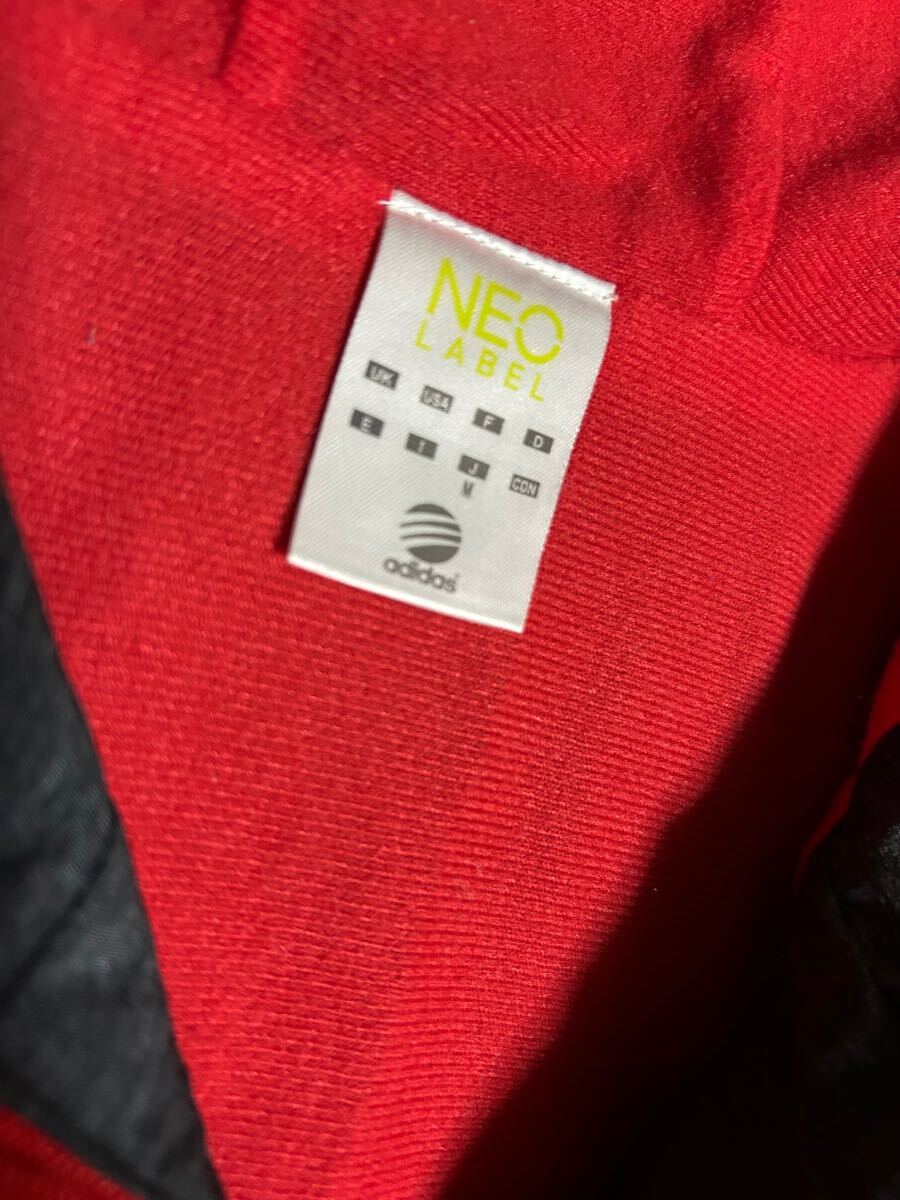 NEO
LABEL
UK USA F D
E I J CON
M
adidas